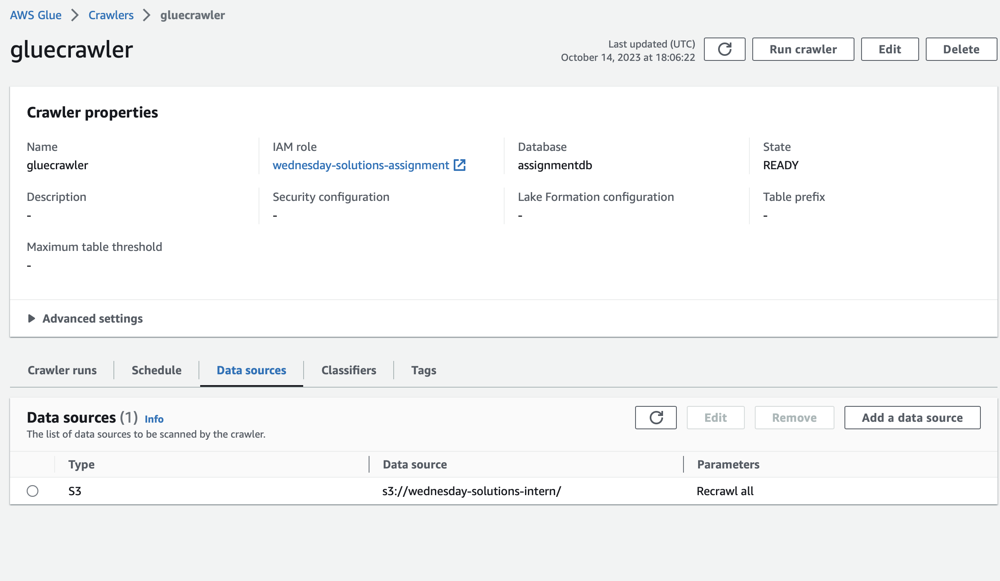 AWS Glue > Crawlers > gluecrawler
gluecrawler
Last updated (UTC)
October 14, 2023 at 18:06:22
Run crawler
Edit
Delete
Crawler properties
Name
gluecrawler
IAM role
wednesday-solutions-assignment
Database
assignmentdb
State
READY
Description
-
Security configuration
-
Lake Formation configuration
-
Table prefix
-
Maximum table threshold
-
Advanced settings
Crawler runs
Schedule
Data sources
Classifiers
Tags
Data sources (1) Info
The list of data sources to be scanned by the crawler.
Edit
Remove
Add a data source
Type
Data source
Parameters
S3
s3://wednesday-solutions-intern/
Recrawl all